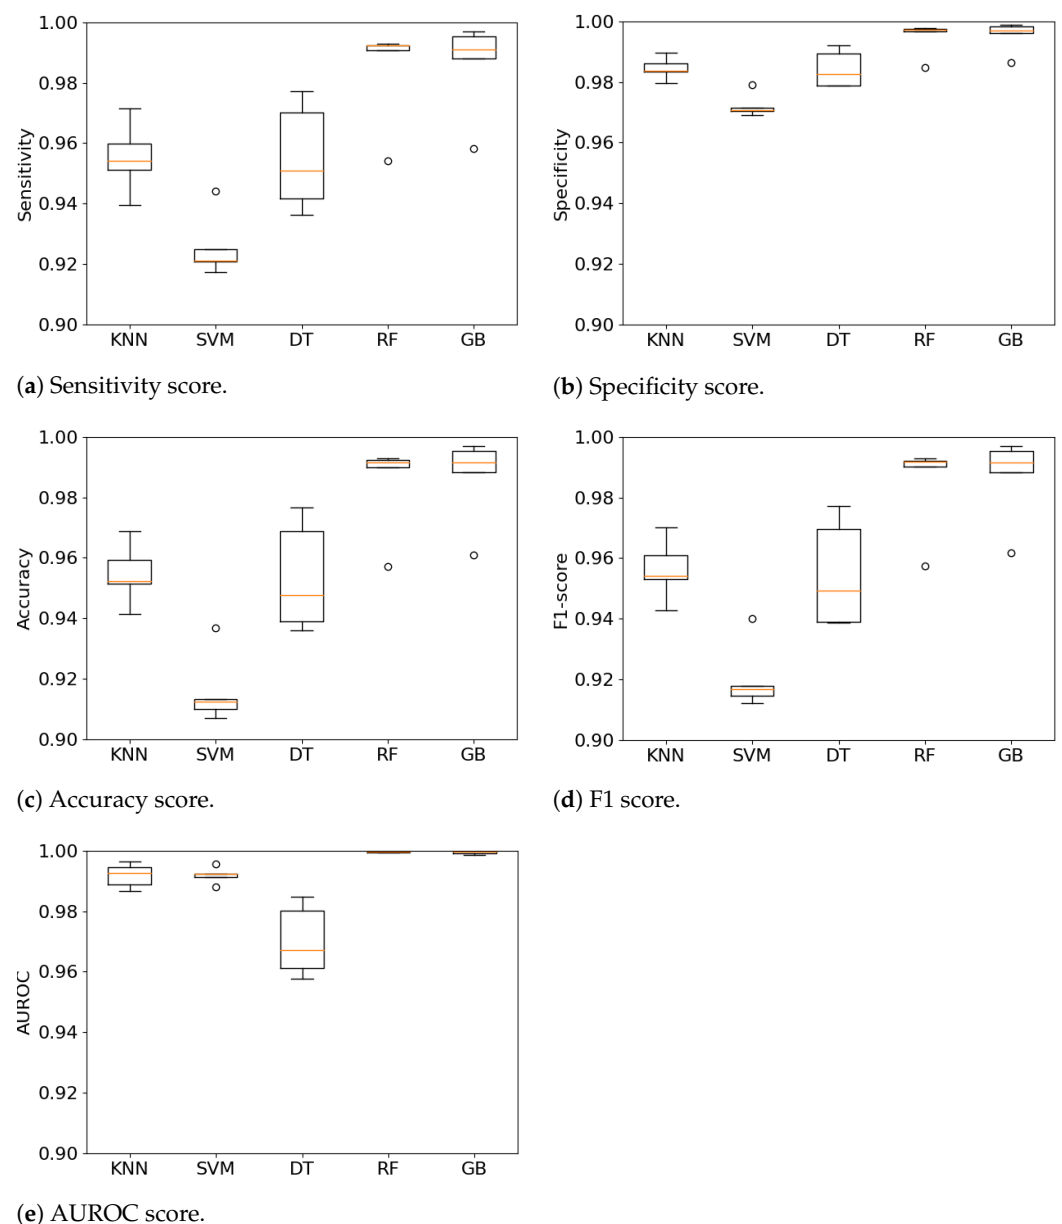 1.00
0.98
0.96
0.94
0.92
0.90
Sensitivity
KNN SVM DT RF GB
(a) Sensitivity score.
1.00
0.98
0.96
0.94
0.92
0.90
Specificity
KNN SVM DT RF GB
(b) Specificity score.
1.00
0.98
0.96
0.94
0.92
0.90
Accuracy
KNN SVM DT RF GB
(c) Accuracy score.
1.00
0.98
0.96
0.94
0.92
0.90
F1-score
KNN SVM DT RF GB
(d) F1 score.
1.00
0.98
0.96
0.94
0.92
0.90
AUROC
KNN SVM DT RF GB
(e) AUROC score.